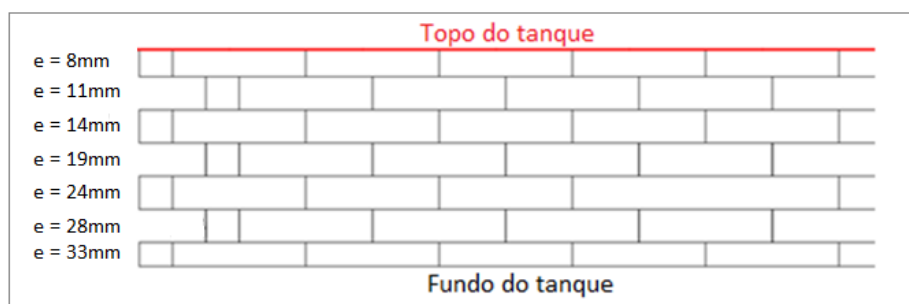 Topo do tanque
e = 8mm
e = 11mm
e = 14mm
e = 19mm
e = 24mm
e = 28mm
e = 33mm
Fundo do tanque